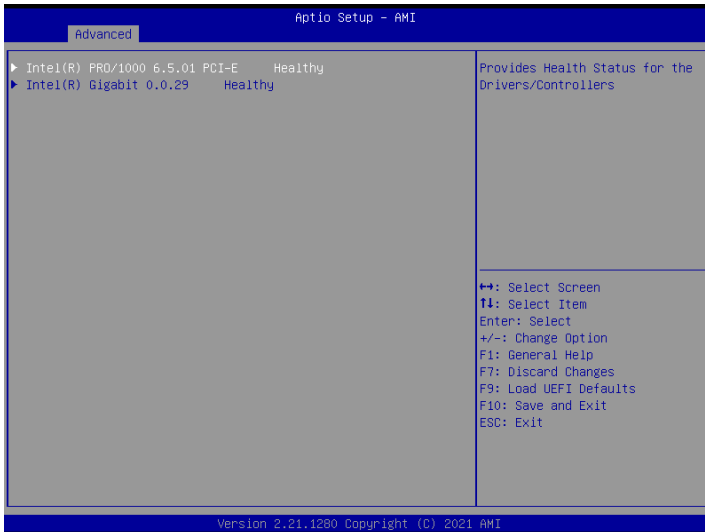 Aptio Setup – AMI
Advanced
▶ Intel(R) PRO/1000 6.5.01 PCI-E Healthy
▶ Intel(R) Gigabit 0.0.29 Healthy
Provides Health Status for the
Drivers/Controllers
↔: Select Screen
↑↓: Select Item
Enter: Select
+/-: Change Option
F1: General Help
F7: Discard Changes
F9: Load UEFI Defaults
F10: Save and Exit
ESC: Exit
Version 2.21.1280 Copyright (C) 2021 AMI